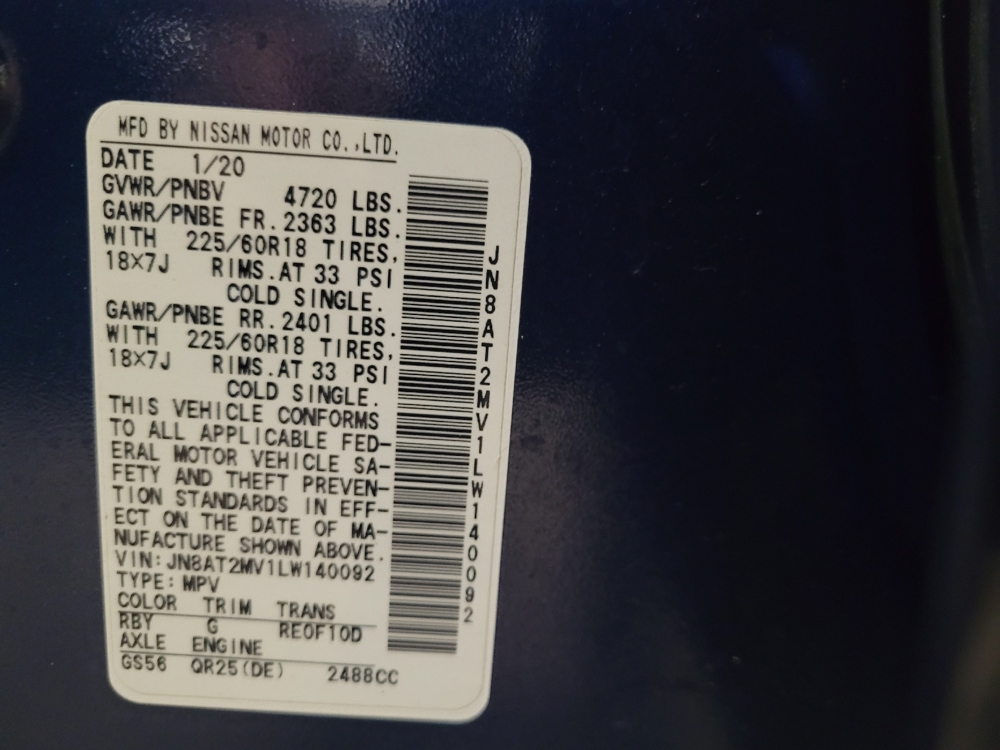 MFD BY NISSAN MOTOR CO.,LTD.
DATE 1/20
GVWR/PNBV 4720 LBS.
GAWR/PNBE FR.2363 LBS.
WITH 225/60R18 TIRES,
18×7J RIMS.AT 33 PSI
COLD SINGLE.
GAWR/PNBE RR.2401 LBS.
WITH 225/60R18 TIRES,
18×7J RIMS.AT 33 PSI
COLD SINGLE.
THIS VEHICLE CONFORMS
TO ALL APPLICABLE FED-
ERAL MOTOR VEHICLE SA-
FETY AND THEFT PREVEN-
TION STANDARDS IN EFF-
ECT ON THE DATE OF MA-
NUFACTURE SHOWN ABOVE.
VIN:JN8AT2MV1LW140092
TYPE:MPV
COLOR TRIM TRANS
RBY G RE0F10D
AXLE ENGINE
GS56 QR25(DE) 2488CC
JN8AT2MV1LW140092